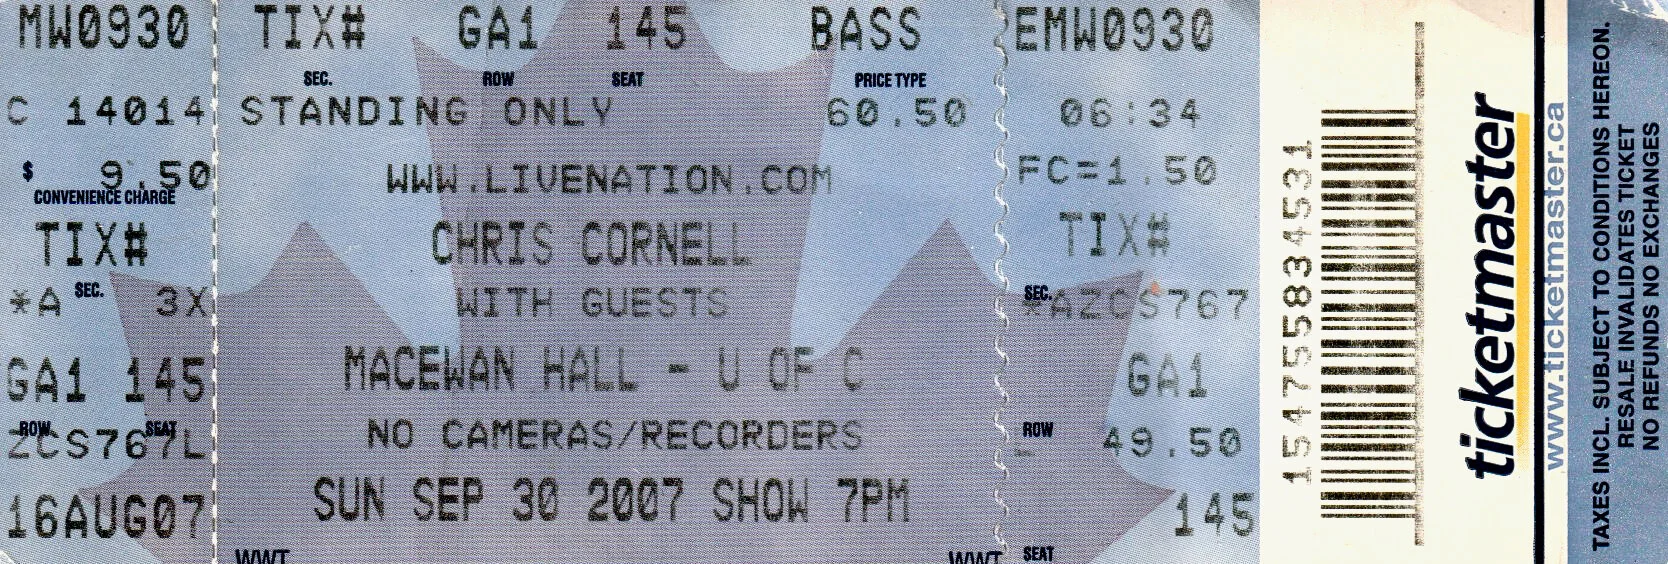 MW0930
C 14014
$ 9.50
CONVENIENCE CHARGE
TIX#
SEC.
*A 3X
GA1 145
ROW SEAT
ZCS767L
16AUG07
TIX# GA1 145 BASS
SEC. ROW SEAT PRICE TYPE
STANDING ONLY 60.50
WWW.LIVENATION.COM
CHRIS CORNELL
WITH GUESTS
MACEWAN HALL - U OF C
NO CAMERAS/RECORDERS
SUN SEP 30 2007 SHOW 7PM
WWT WWT
EMW0930
06:34
FC=1.50
TIX#
SEC.
*AZCS767
GA1
ROW
49.50
145
SEAT
154755834531
ticketmaster
www.ticketmaster.ca
TAXES INCL. SUBJECT TO CONDITIONS HEREON.
RESALE INVALIDATES TICKET
NO REFUNDS NO EXCHANGES